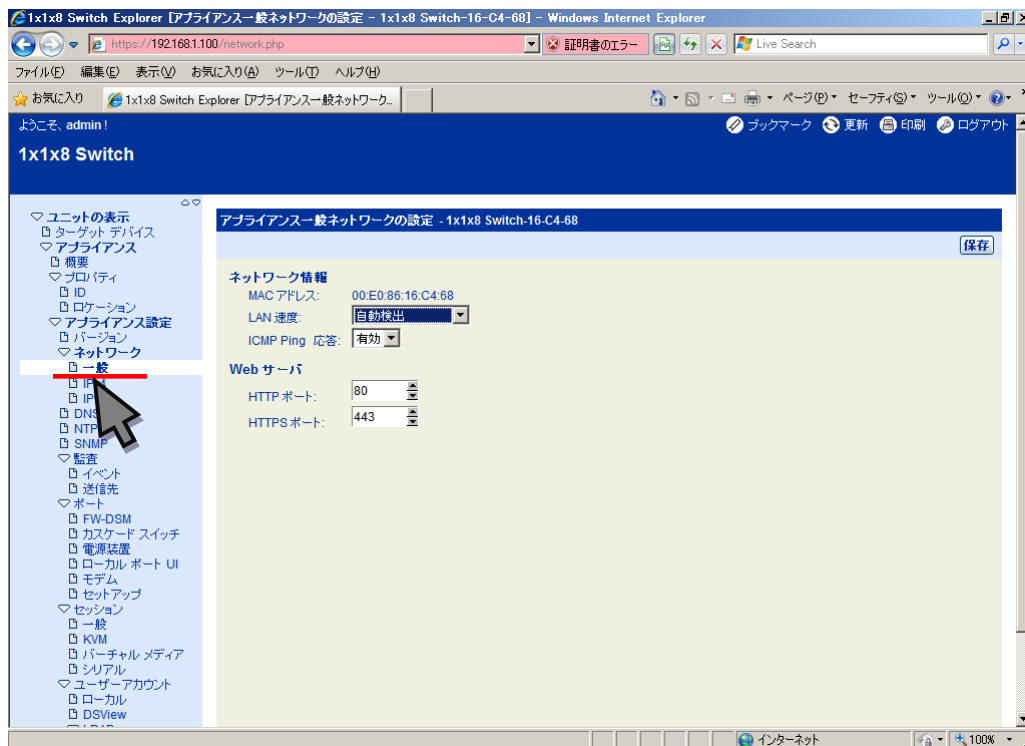 1x1x8 Switch Explorer [アプライアンス一般ネットワークの設定 - 1x1x8 Switch-16-C4-68] - Windows Internet Explorer
https://192.168.1.100/network.php
証明書のエラー
Live Search
ファイル(F) 編集(E) 表示(V) お気に入り(A) ツール(T) ヘルプ(H)
お気に入り
1x1x8 Switch Explorer [アプライアンス一般ネットワーク...
ページ(P) セーフティ(S) ツール(O)
ようこそ、admin !
ブックマーク 更新 印刷 ログアウト
1x1x8 Switch
ユニットの表示
ターゲット デバイス
アプライアンス
概要
プロパティ
ID
ロケーション
アプライアンス設定
バージョン
ネットワーク
一般
DNS
NTP
SNMP
監査
イベント
送信先
ポート
FW-DSM
カスケード スイッチ
電源装置
ローカル ポート UI
モデム
セットアップ
セッション
一般
KVM
バーチャル メディア
シリアル
ユーザーアカウント
ローカル
DSView
アプライアンス一般ネットワークの設定 - 1x1x8 Switch-16-C4-68
保存
ネットワーク情報
MAC アドレス: 00:E0:86:16:C4:68
LAN 速度: 自動検出
ICMP Ping 応答: 有効
Web サーバ
HTTP ポート: 80
HTTPS ポート: 443
インターネット
100%